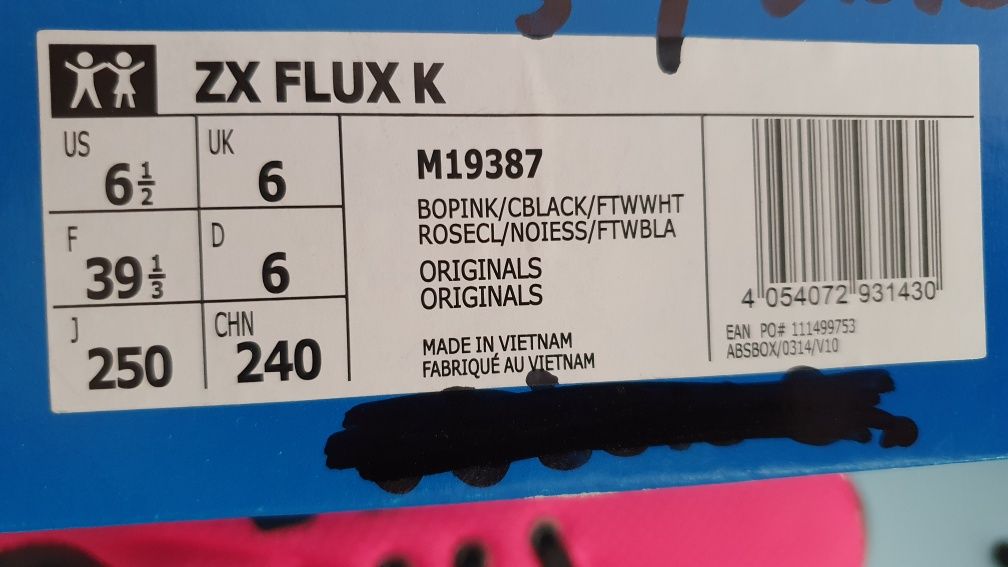 ZX FLUX K
US 6 1/2 UK 6
F 39 1/3 D 6
J 250 CHN 240
M19387
BOPINK/CBLACK/FTWWHT
ROSECL/NOIESS/FTWBLA
ORIGINALS
ORIGINALS
MADE IN VIETNAM
FABRIQUÉ AU VIETNAM
4 054072 931430
EAN PO# 111499753
ABSBOX/0314/V10